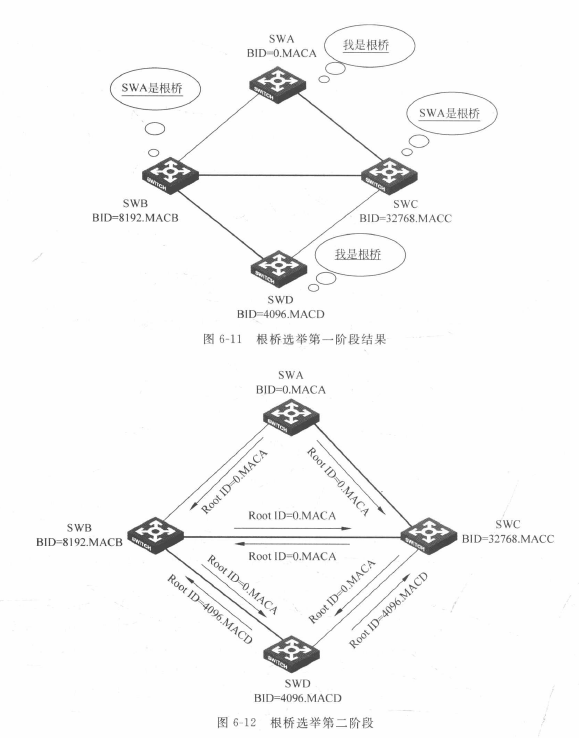 SWA
BID=0.MACA
我是根桥
SWA是根桥
SWA是根桥
SWITCH
SWITCH
SWITCH
SWB
BID=8192.MACB
SWC
BID=32768.MACC
我是根桥
SWITCH
SWD
BID=4096.MACD
图 6-11 根桥选举第一阶段结果
SWA
BID=0.MACA
SWITCH
Root ID=0.MACA
Root ID=0.MACA
Root ID=0.MACA
SWB
BID=8192.MACB
SWITCH
SWITCH
SWC
BID=32768.MACC
Root ID=0.MACA
Root ID=0.MACA
Root ID=0.MACA
Root ID=4096.MACD
Root ID=4096.MACD
SWITCH
SWD
BID=4096.MACD
图 6-12 根桥选举第二阶段